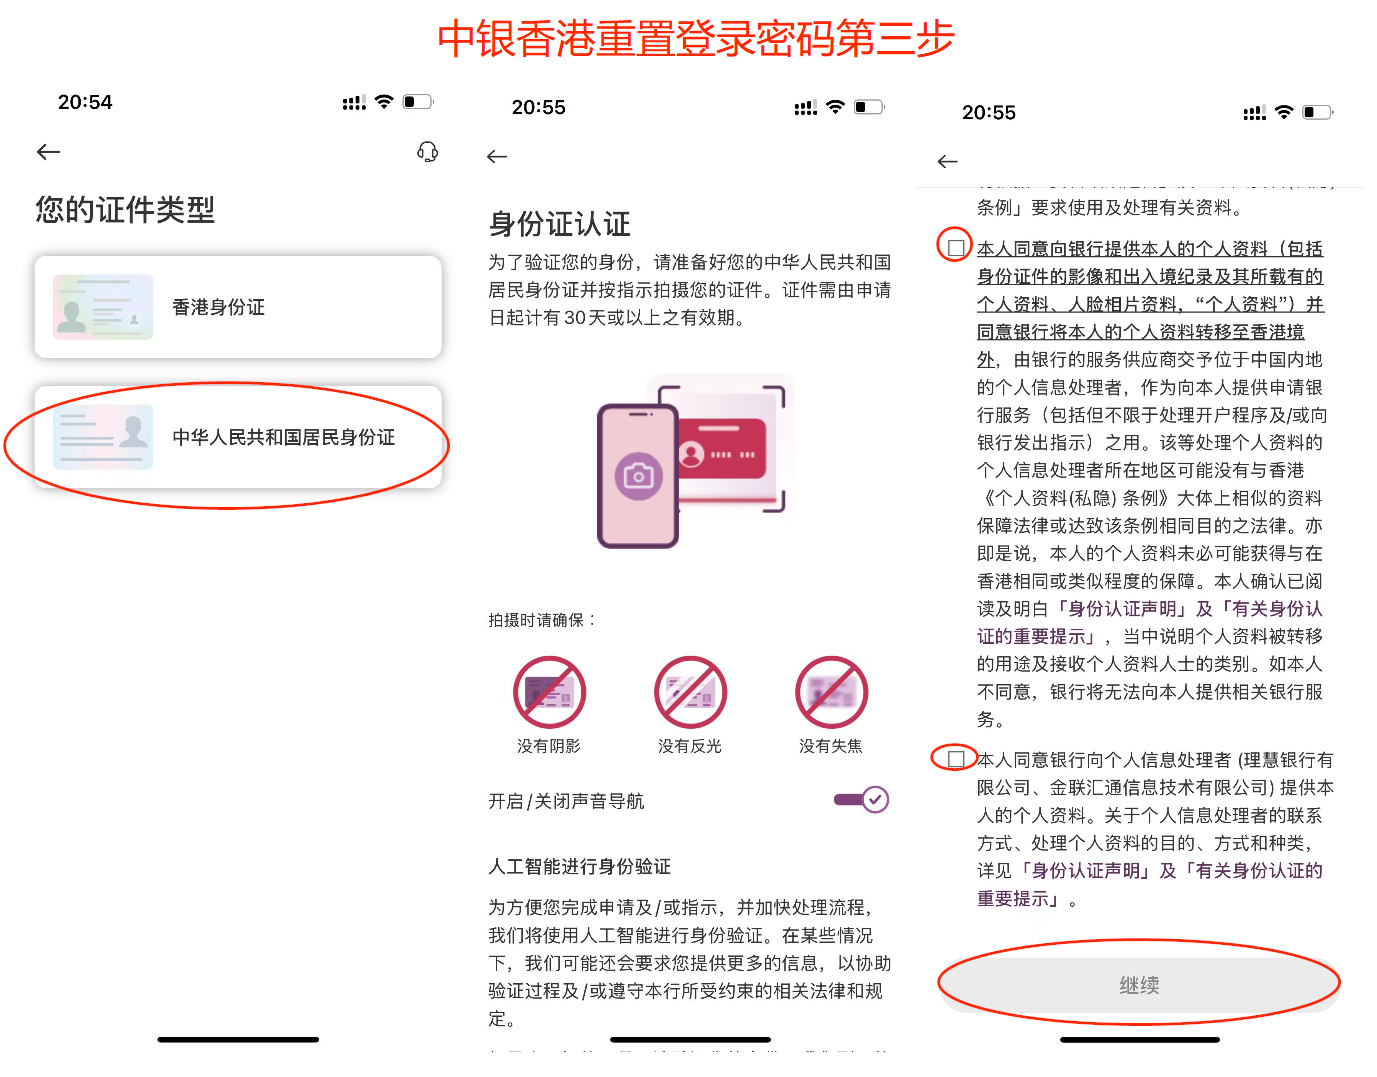 中银香港重置登录密码第三步
20:54
您的证件类型
香港身份证
中华人民共和国居民身份证
20:55
身份证认证
为了验证您的身份，请准备好您的中华人民共和国
居民身份证并按指示拍摄您的证件。证件需由申请
日起计有30天或以上之有效期。
拍摄时请确保：
没有阴影
没有反光
没有失焦
开启/关闭声音导航
人工智能进行身份验证
为方便您完成申请及/或指示，并加快处理流程，
我们将使用人工智能进行身份验证。在某些情况
下，我们可能还会要求您提供更多的信息，以协助
验证过程及/或遵守本行所受约束的相关法律和规
定。
20:55
条例」要求使用及处理有关资料。
本人同意向银行提供本人的个人资料（包括
身份证件的影像和出入境纪录及其所载有的
个人资料、人脸相片资料，“个人资料”）并
同意银行将本人的个人资料转移至香港境
外，由银行的服务供应商交予位于中国内地
的个人信息处理者，作为向本人提供申请银
行服务（包括但不限于处理开户程序及/或向
银行发出指示）之用。该等处理个人资料的
个人信息处理者所在地区可能没有与香港
《个人资料(私隐) 条例》大体上相似的资料
保障法律或达致该条例相同目的之法律。亦
即是说，本人的个人资料未必可能获得与在
香港相同或类似程度的保障。本人确认已阅
读及明白「身份认证声明」及「有关身份认
证的重要提示」，当中说明个人资料被转移
的用途及接收个人资料人士的类别。如本人
不同意，银行将无法向本人提供相关银行服
务。
本人同意银行向个人信息处理者 (理慧银行有
限公司、金联汇通信息技术有限公司) 提供本
人的个人资料。关于个人信息处理者的联系
方式、处理个人资料的目的、方式和种类，
详见「身份认证声明」及「有关身份认证的
重要提示」。
继续